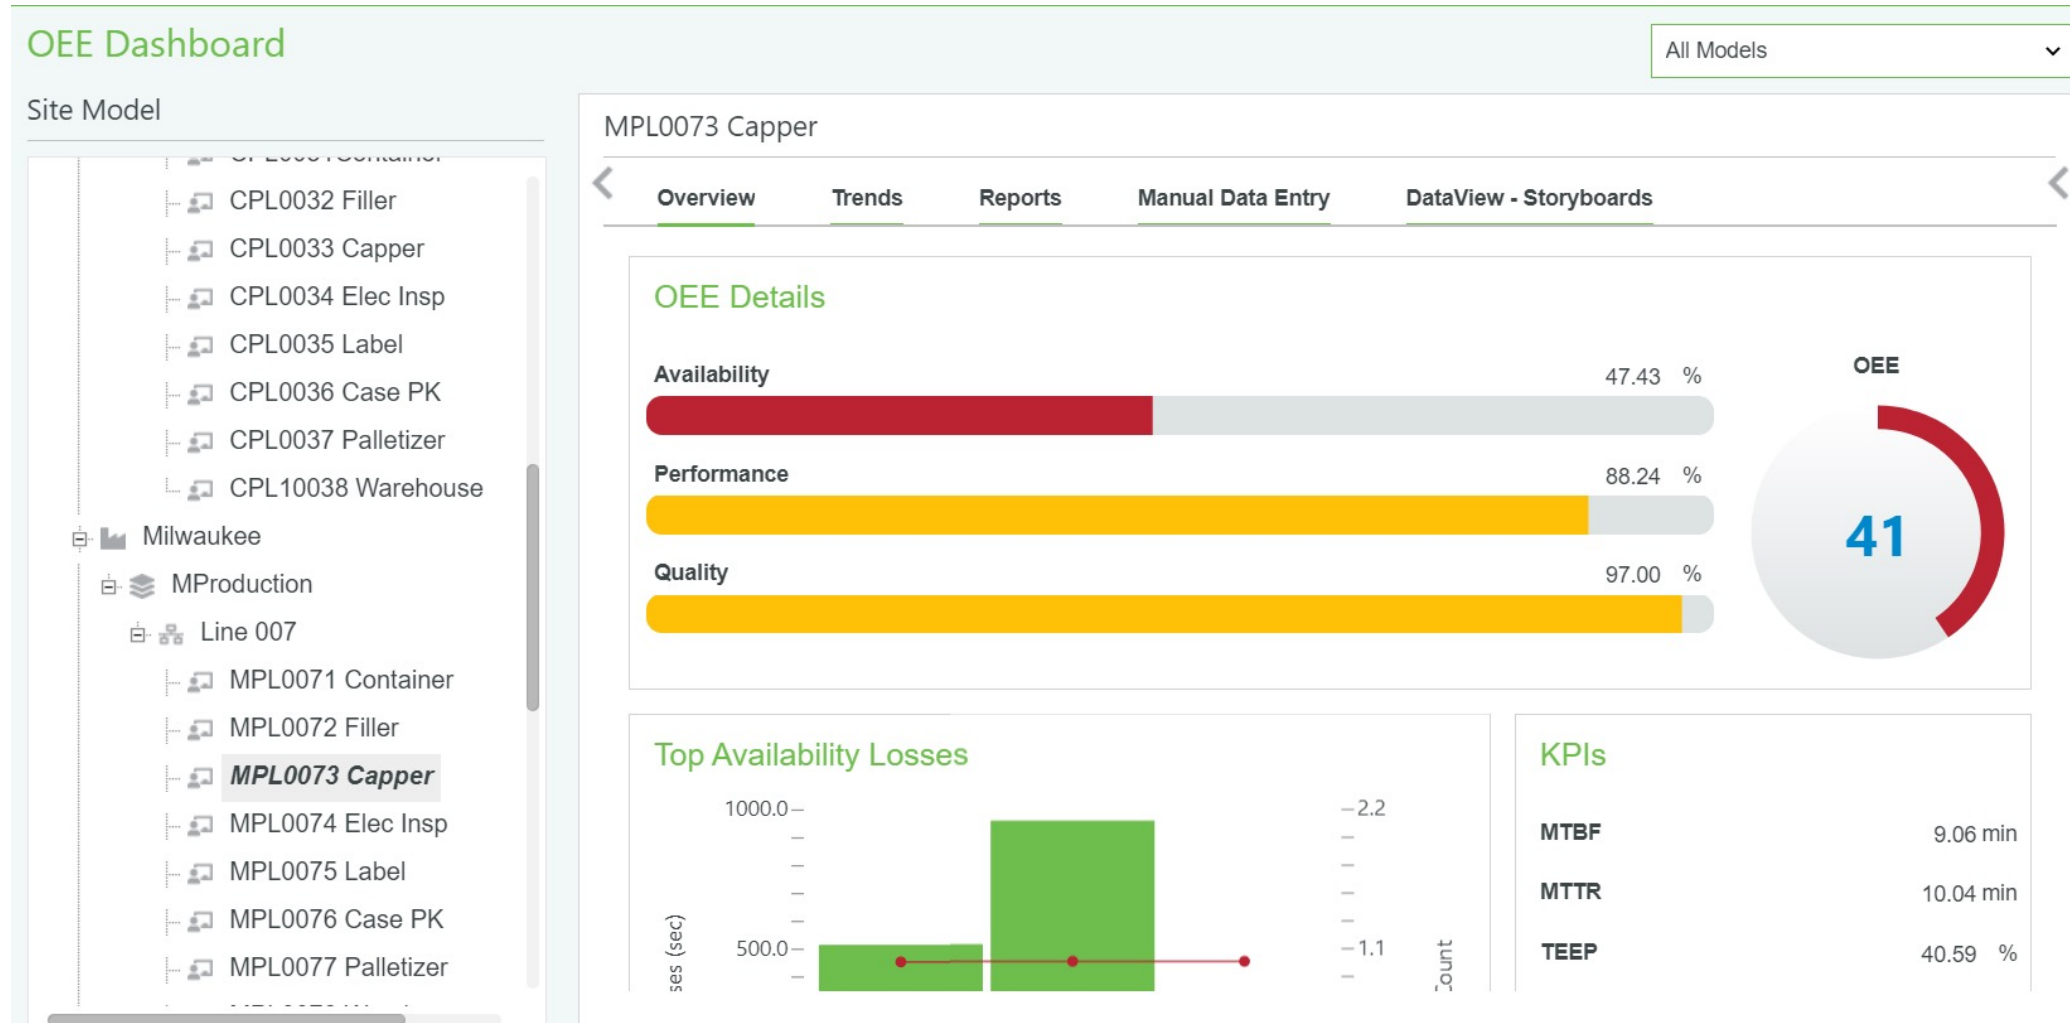 OEE Dashboard
All Models
Site Model
CPL0032 Filler
CPL0033 Capper
CPL0034 Elec Insp
CPL0035 Label
CPL0036 Case PK
CPL0037 Palletizer
CPL10038 Warehouse
Milwaukee
MProduction
Line 007
MPL0071 Container
MPL0072 Filler
MPL0073 Capper
MPL0074 Elec Insp
MPL0075 Label
MPL0076 Case PK
MPL0077 Palletizer
MPL0073 Capper
Overview Trends Reports Manual Data Entry DataView - Storyboards
OEE Details
Availability 47.43 %
Performance 88.24 %
Quality 97.00 %
OEE
41
Top Availability Losses
1000.0
500.0
(sec)
2.2
1.1
KPIs
MTBF 9.06 min
MTTR 10.04 min
TEEP 40.59 %